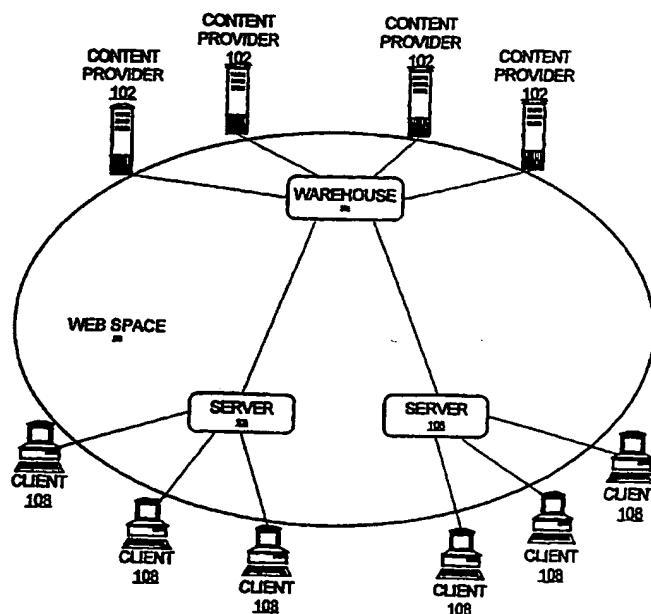 CONTENT
PROVIDER
102
CONTENT
PROVIDER
102
CONTENT
PROVIDER
102
CONTENT
PROVIDER
102
WAREHOUSE
WEB SPACE
SERVER
SERVER
106
CLIENT
108
CLIENT
108
CLIENT
108
CLIENT
108
CLIENT
108
CLIENT
108